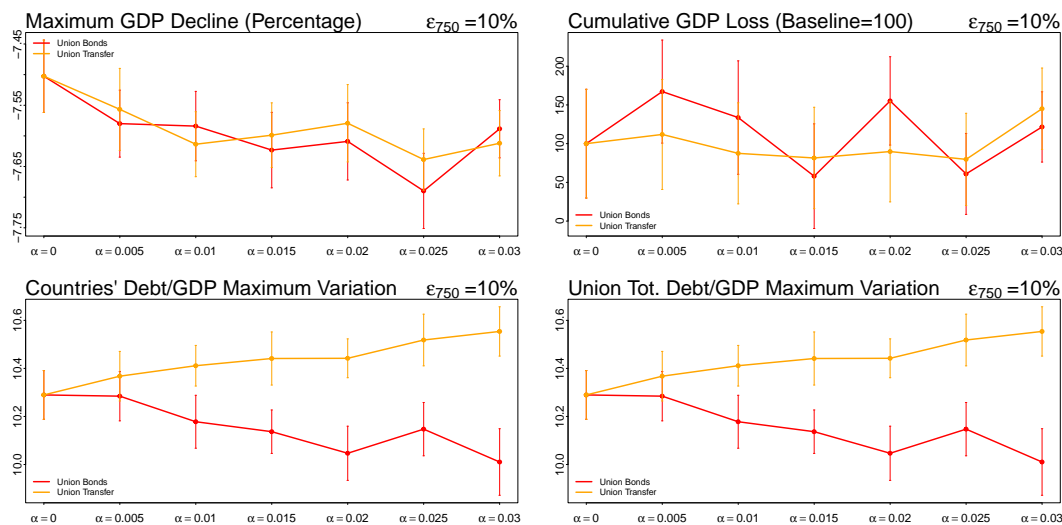 Maximum GDP Decline (Percentage) ε750 =10%
-7.45
-7.55
-7.65
-7.75
Union Bonds
Union Transfer
α = 0 α = 0.005 α = 0.01 α = 0.015 α = 0.02 α = 0.025 α = 0.03
Cumulative GDP Loss (Baseline=100) ε750 =10%
200
150
100
50
0
Union Bonds
Union Transfer
α = 0 α = 0.005 α = 0.01 α = 0.015 α = 0.02 α = 0.025 α = 0.03
Countries' Debt/GDP Maximum Variation ε750 =10%
10.6
10.4
10.2
10.0
Union Bonds
Union Transfer
α = 0 α = 0.005 α = 0.01 α = 0.015 α = 0.02 α = 0.025 α = 0.03
Union Tot. Debt/GDP Maximum Variation ε750 =10%
10.6
10.4
10.2
10.0
Union Bonds
Union Transfer
α = 0 α = 0.005 α = 0.01 α = 0.015 α = 0.02 α = 0.025 α = 0.03